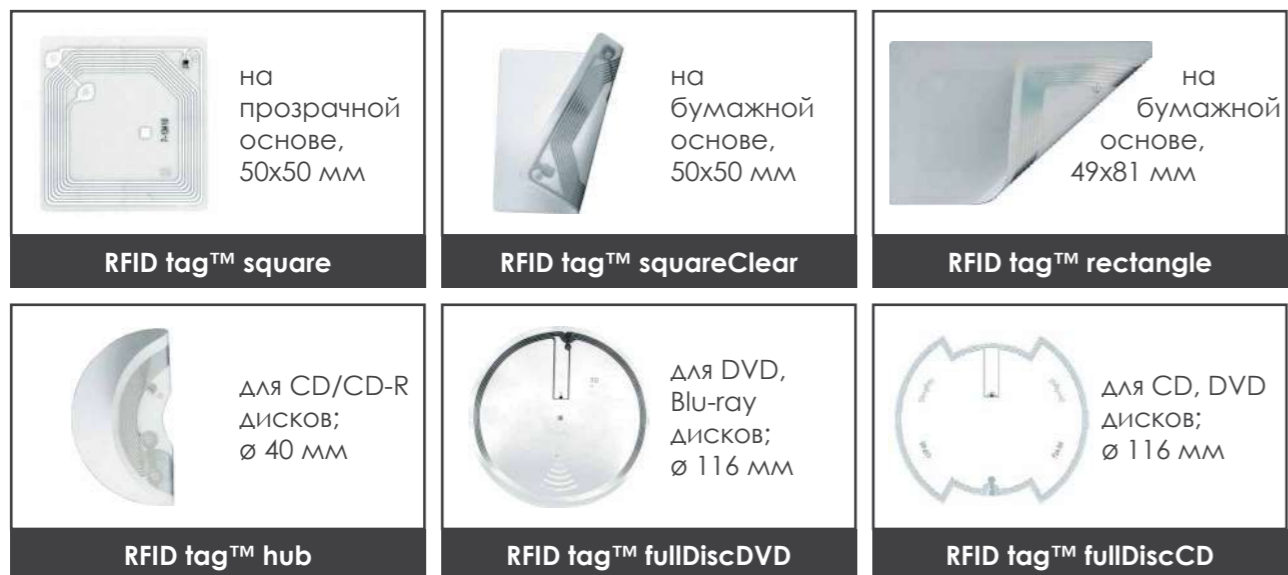 на
прозрачной
основе,
50x50 мм
RFID tag™ square
на
бумажной
основе,
50x50 мм
RFID tag™ squareClear
на
бумажной
основе,
49x81 мм
RFID tag™ rectangle
для CD/CD-R
дисков;
ø 40 мм
RFID tag™ hub
для DVD,
Blu-ray
дисков;
ø 116 мм
RFID tag™ fullDiscDVD
для CD, DVD
дисков;
ø 116 мм
RFID tag™ fullDiscCD